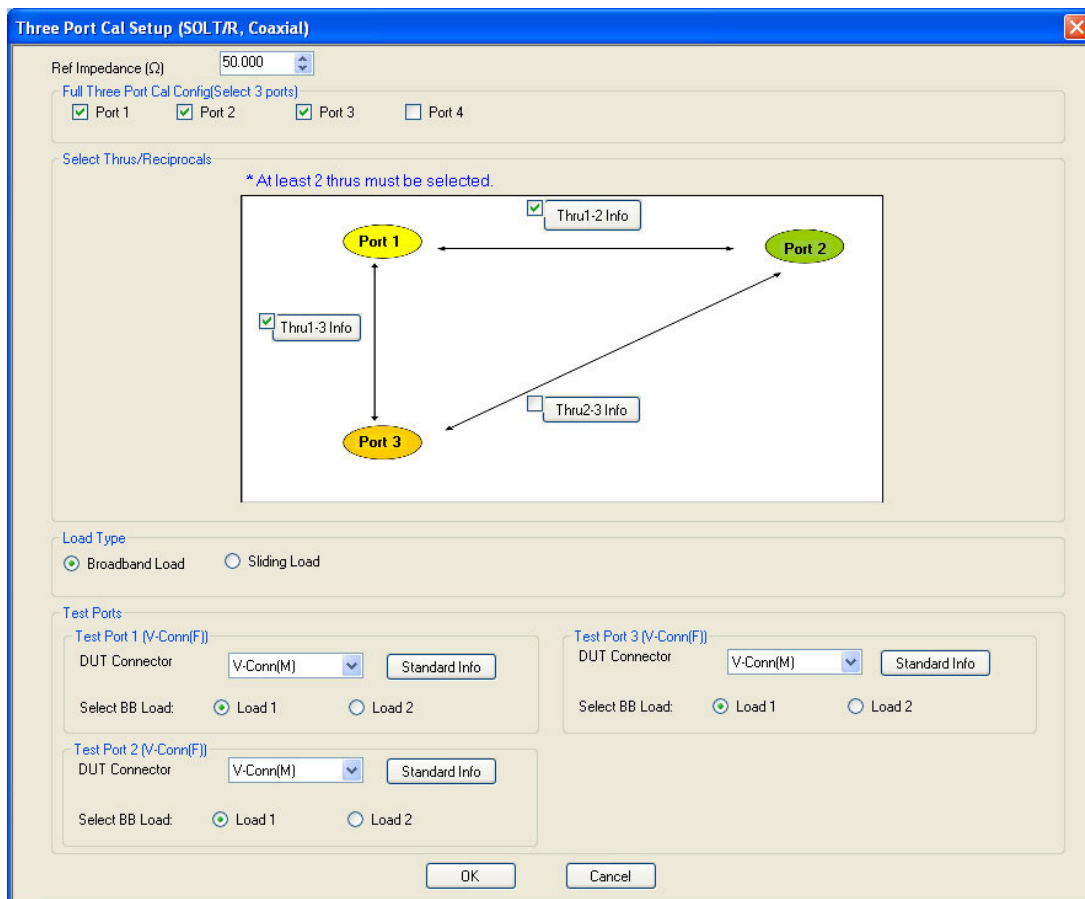 Three Port Cal Setup (SOLT/R, Coaxial)
Ref Impedance (Ω) 50.000
Full Three Port Cal Config(Select 3 ports)
Port 1 Port 2 Port 3 Port 4
Select Thrus/Reciprocals
* At least 2 thrus must be selected.
Thru1-2 Info
Port 1
Port 2
Thru1-3 Info
Thru2-3 Info
Port 3
Load Type
Broadband Load Sliding Load
Test Ports
Test Port 1 (V-Conn(F))
DUT Connector V-Conn(M) Standard Info
Select BB Load: Load 1 Load 2
Test Port 3 (V-Conn(F))
DUT Connector V-Conn(M) Standard Info
Select BB Load: Load 1 Load 2
Test Port 2 (V-Conn(F))
DUT Connector V-Conn(M) Standard Info
Select BB Load: Load 1 Load 2
OK Cancel